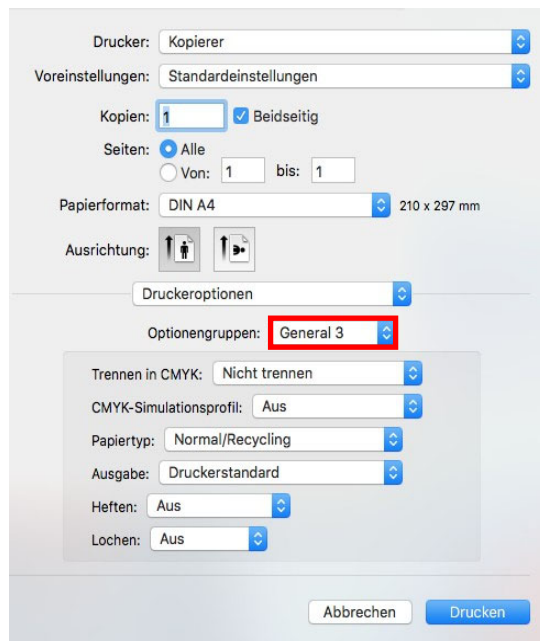 Drucker: Kopierer
Voreinstellungen: Standardeinstellungen
Kopien: 1 Beidseitig
Seiten: Alle
Von: 1 bis: 1
Papierformat: DIN A4 210 x 297 mm
Ausrichtung:
Druckeroptionen
Optionengruppen: General 3
Trennen in CMYK: Nicht trennen
CMYK-Simulationsprofil: Aus
Papiertyp: Normal/Recycling
Ausgabe: Druckerstandard
Heften: Aus
Lochen: Aus
Abbrechen Drucken